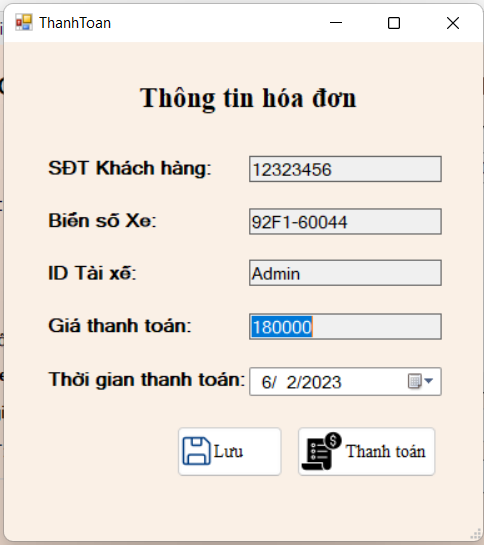 ThanhToan
Thông tin hóa đơn
SĐT Khách hàng: 12323456
Biển số Xe: 92F1-60044
ID Tài xế: Admin
Giá thanh toán: 180000
Thời gian thanh toán: 6/ 2/2023
Lưu Thanh toán